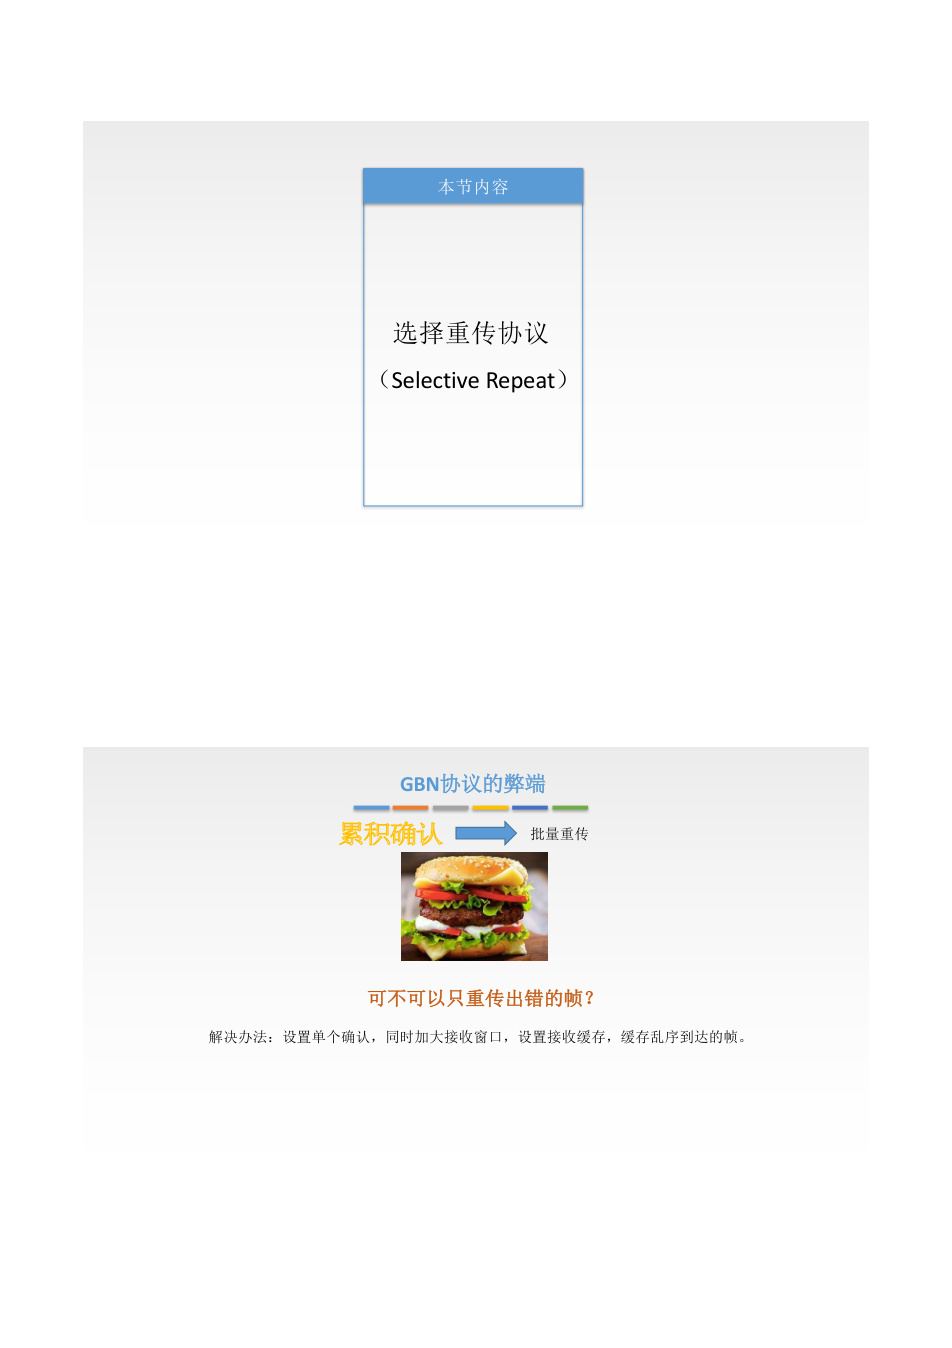 本节内容
选择重传协议
（Selective Repeat）
GBN协议的弊端
累积确认 批量重传
可不可以只重传出错的帧？
解决办法：设置单个确认，同时加大接收窗口，设置接收缓存，缓存乱序到达的帧。